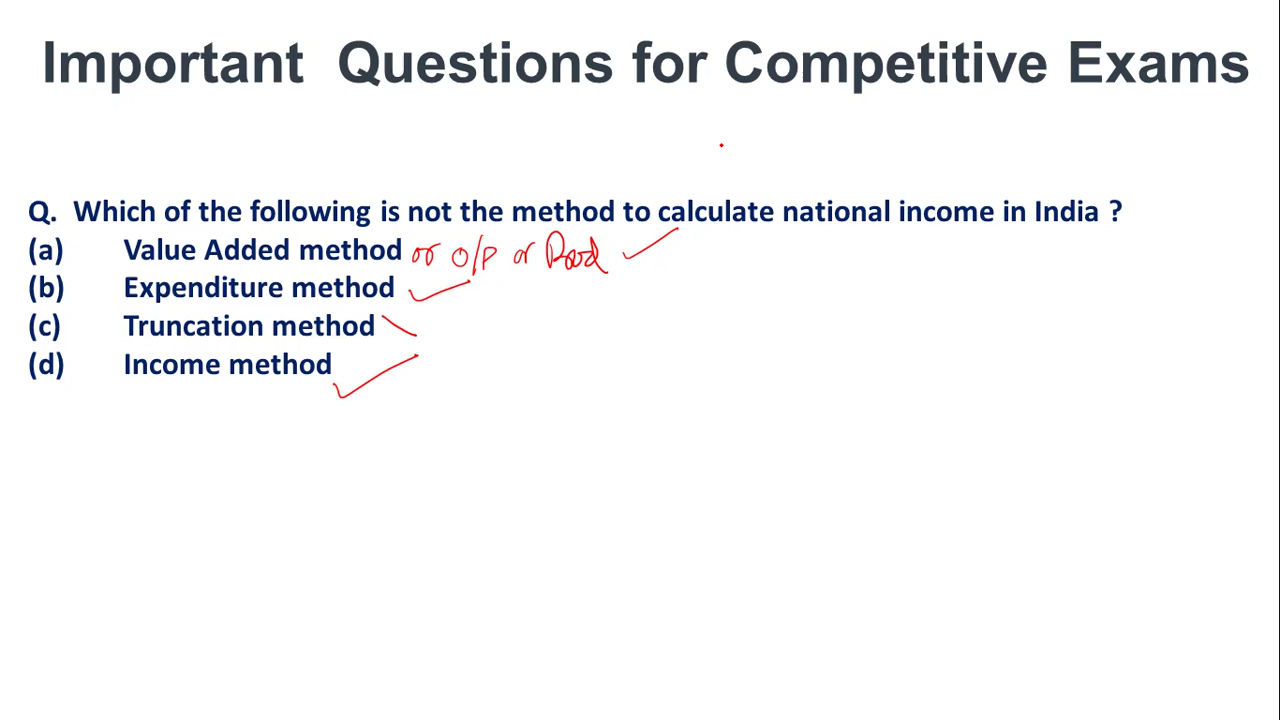 Important Questions for Competitive Exams
Q. Which of the following is not the method to calculate national income in India ?
(a) Value Added method or O/P or Prod
(b) Expenditure method
(c) Truncation method
(d) Income method